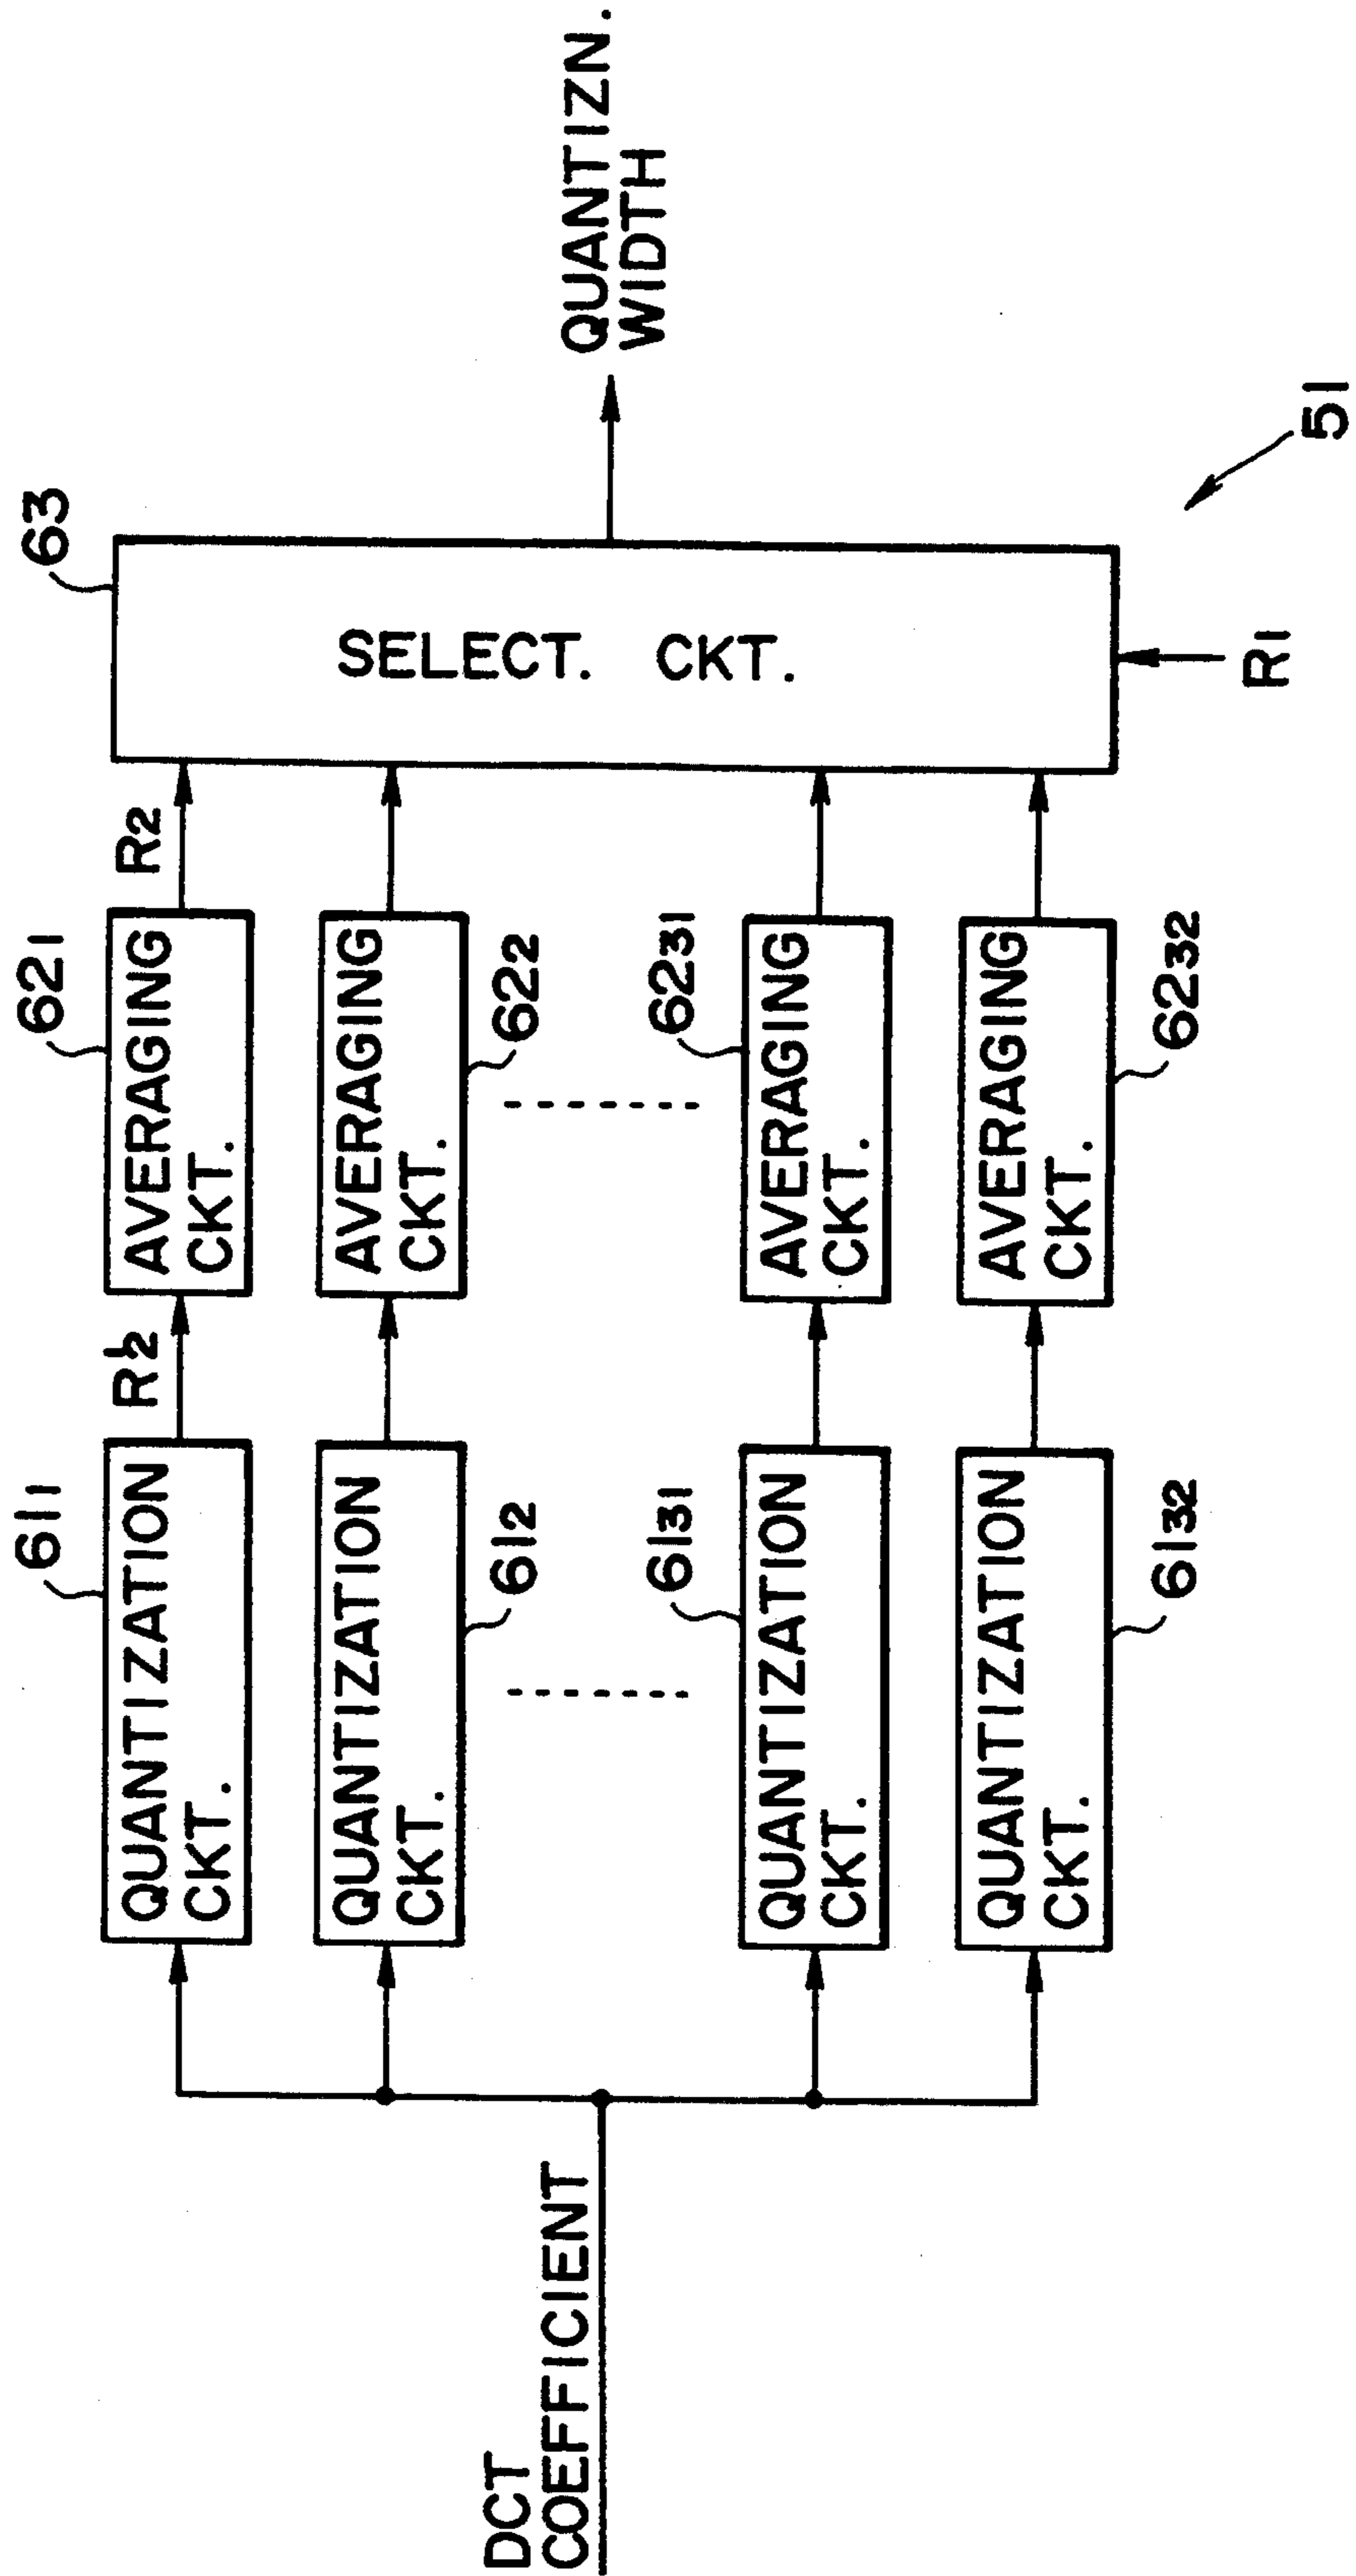 DCT
COEFFICIENT
611
QUANTIZATION
CKT.
R'2
621
AVERAGING
CKT.
R2
QUANTIZATION
CKT.
612
AVERAGING
CKT.
622
6131
QUANTIZATION
CKT.
6231
AVERAGING
CKT.
QUANTIZATION
CKT.
6132
AVERAGING
CKT.
6232
63
SELECT. CKT.
R1
QUANTIZN.
WIDTH
51